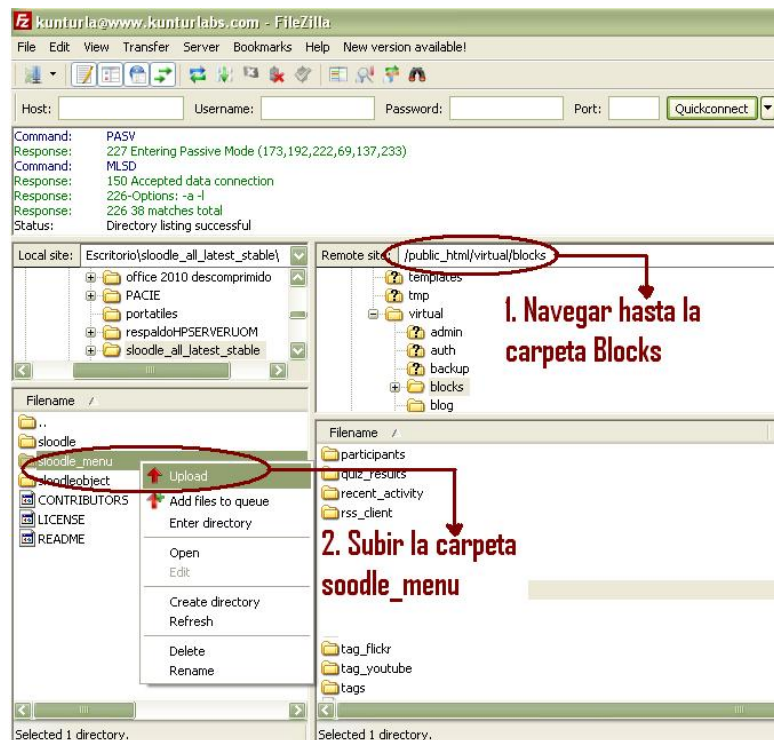 kunturla@www.kunturlabs.com - FileZilla
File Edit View Transfer Server Bookmarks Help New version available!
Host: Username: Password: Port: Quickconnect
Command: PASV
Response: 227 Entering Passive Mode (173,192,222,69,137,233)
Command: MLSD
Response: 150 Accepted data connection
Response: 226-Options: -a -l
Response: 226 38 matches total
Status: Directory listing successful
Local site: Escritorio\sloodle_all_latest_stable\
office 2010 descomprimido
PACIE
portatiles
respaldoHPSERVERUOM
sloodle_all_latest_stable
Remote site: /public_html/virtual/blocks
templates
tmp
virtual
admin
auth
backup
blocks
blog
1. Navegar hasta la
carpeta Blocks
Filename
..
sloodle
sloodle_menu
sloodleobject
CONTRIBUTORS
LICENSE
README
Upload
Add files to queue
Enter directory
Open
Edit
Create directory
Refresh
Delete
Rename
Selected 1 directory.
Filename
participants
quiz_results
recent_activity
rss_client
2. Subir la carpeta
soodle_menu
tag_flickr
tag_youtube
tags
Selected 1 directory.